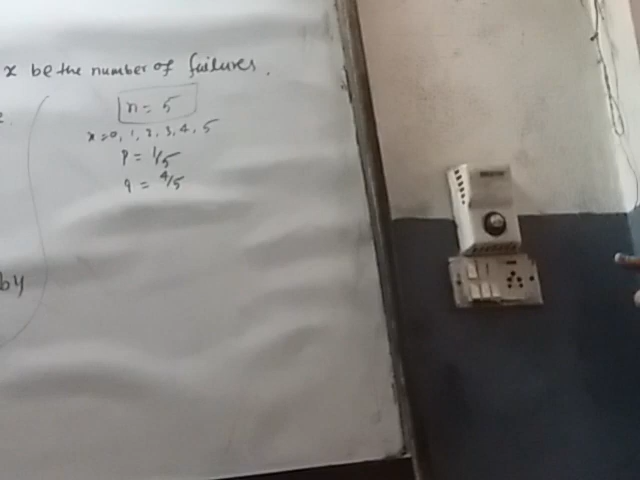 x be the number of failures.
n = 5
x=0, 1, 2, 3, 4, 5
P = 1/5
q = 4/5
by